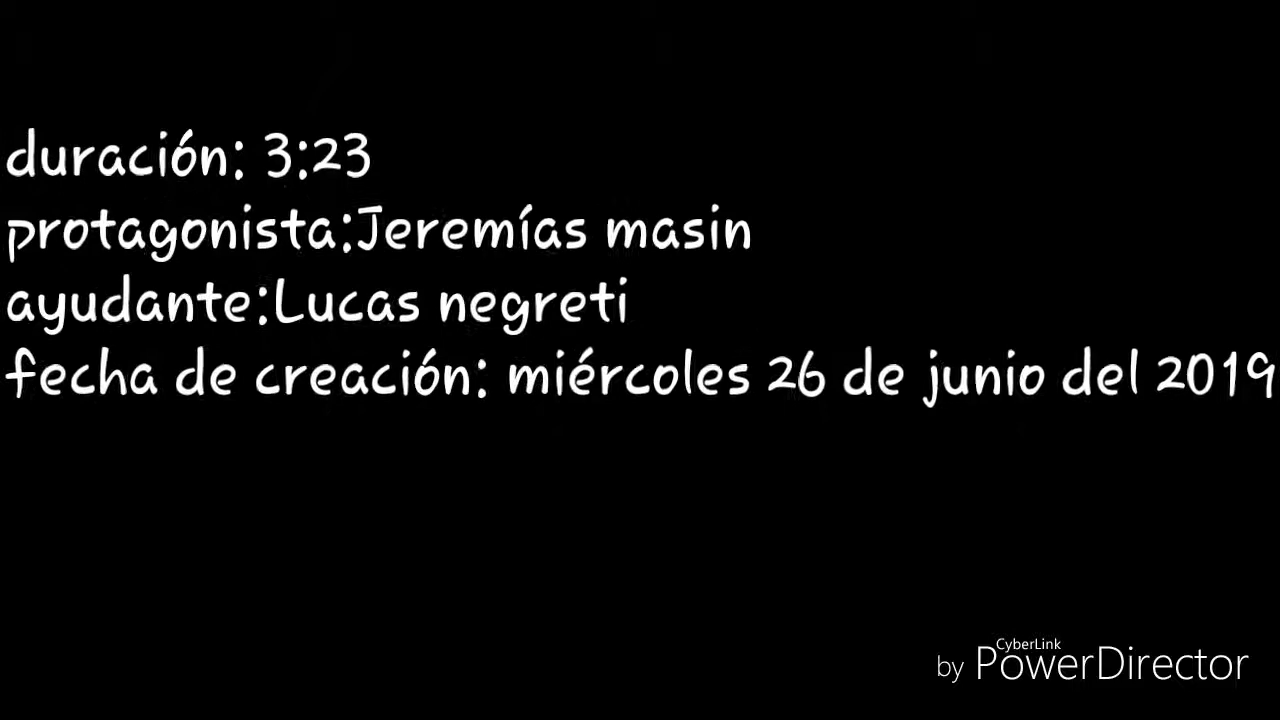 duración: 3:23
protagonista:Jeremías masin
ayudante:Lucas negreti
fecha de creación: miércoles 26 de junio del 2019
CyberLink
by PowerDirector